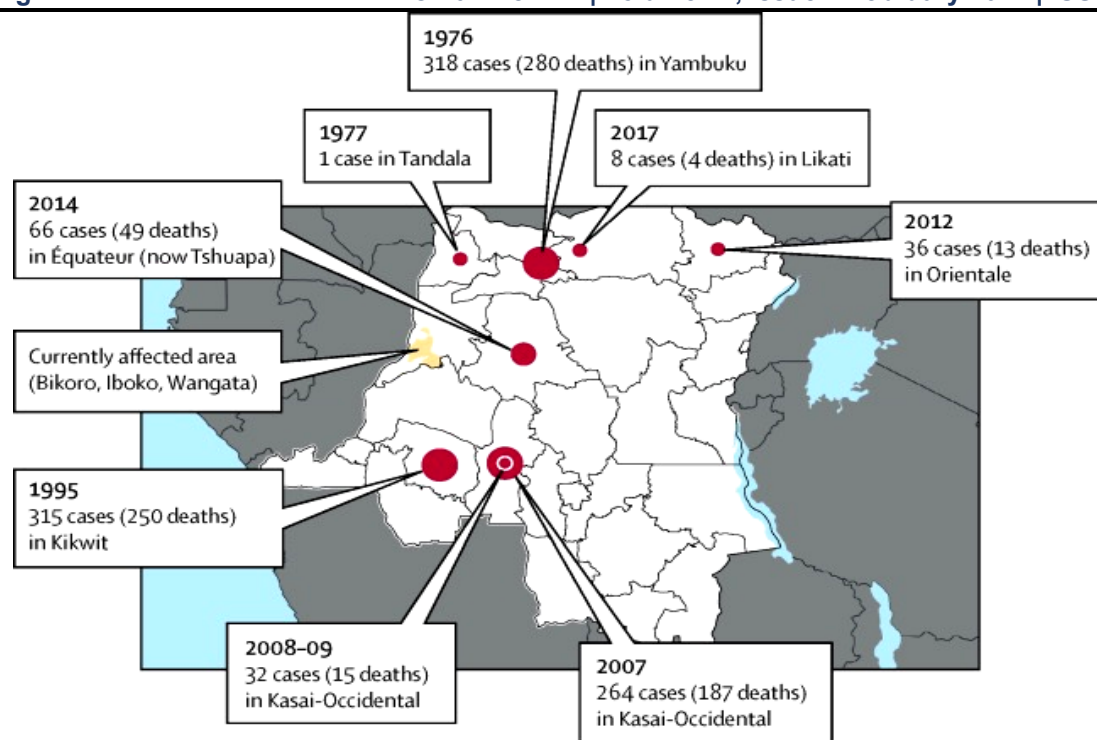 1976
318 cases (280 deaths) in Yambuku
1977
1 case in Tandala
2017
8 cases (4 deaths) in Likati
2014
66 cases (49 deaths)
in Équateur (now Tshuapa)
2012
36 cases (13 deaths)
in Orientale
Currently affected area
(Bikoro, Iboko, Wangata)
1995
315 cases (250 deaths)
in Kikwit
2008–09
32 cases (15 deaths)
in Kasai-Occidental
2007
264 cases (187 deaths)
in Kasai-Occidental